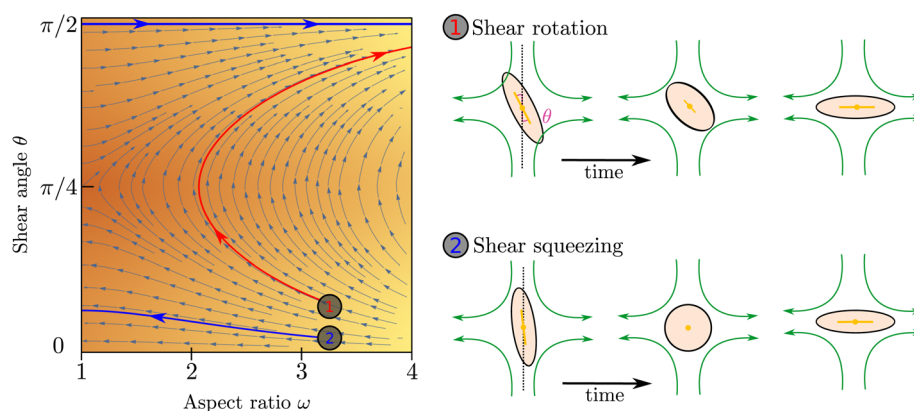 π/2
π/4
0
1
2
3
4
Shear angle θ
Aspect ratio ω
1
2
1 Shear rotation
θ
time
2 Shear squeezing
time